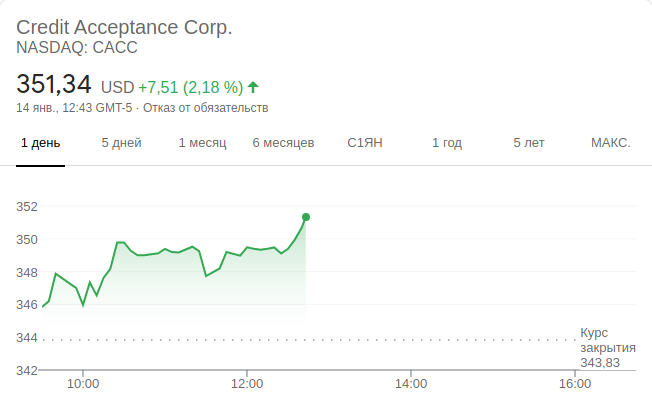 Credit Acceptance Corp.
NASDAQ: CACC
351,34 USD +7,51 (2,18 %)
14 янв., 12:43 GMT-5 · Отказ от обязательств
1 день 5 дней 1 месяц 6 месяцев С1ЯН 1 год 5 лет МАКС.
352
350
348
346
344
342
Курс
закрытия
343,83
10:00 12:00 14:00 16:00